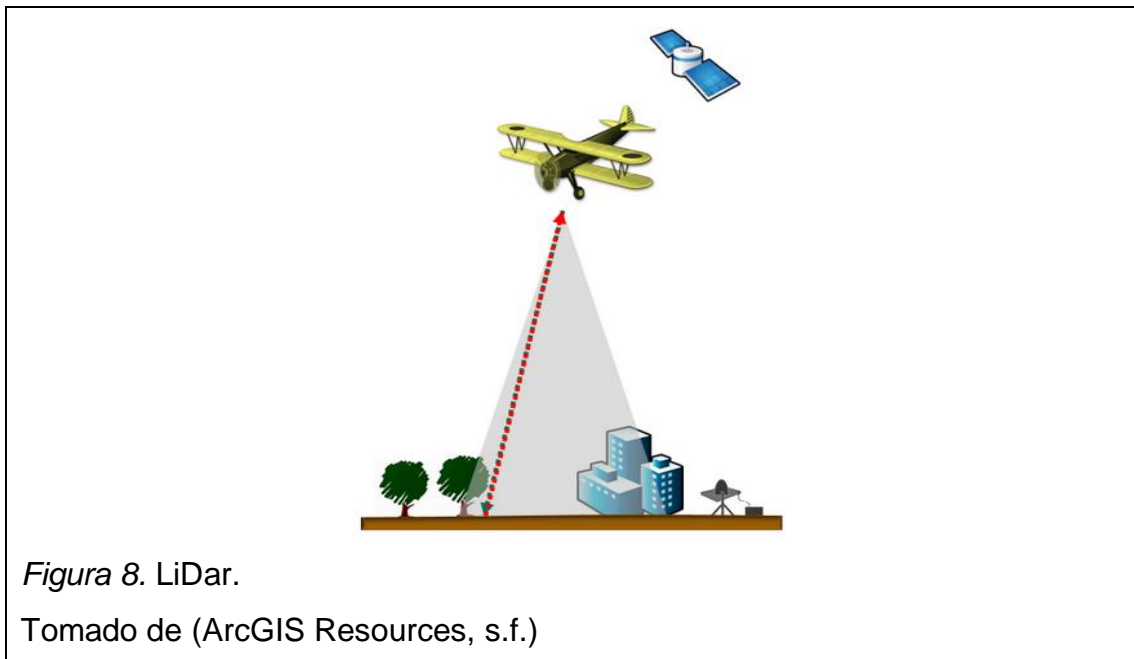 Figura 8. LiDar.
Tomado de (ArcGIS Resources, s.f.)